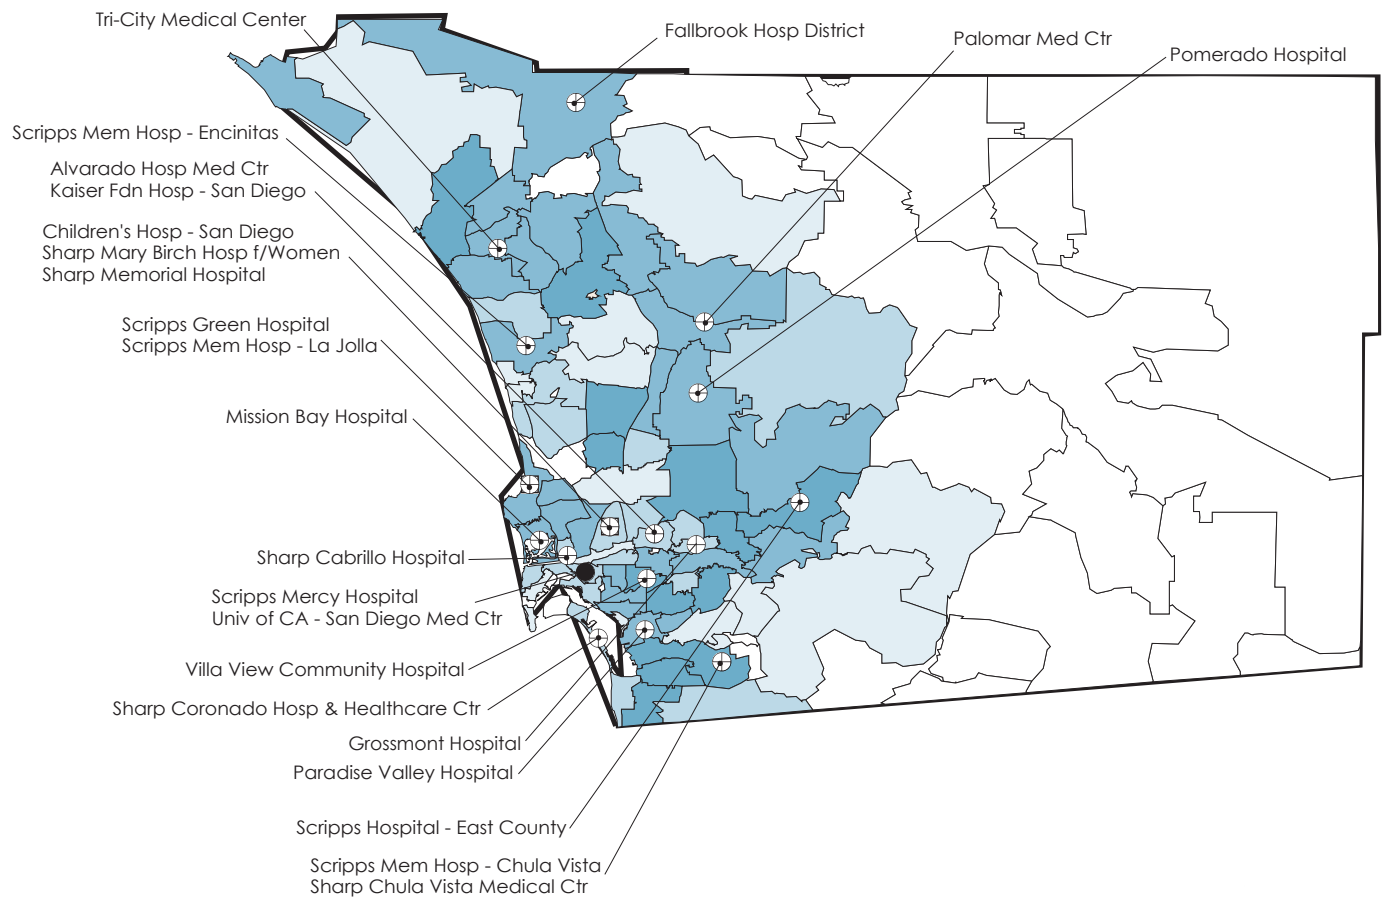 Tri-City Medical Center
Fallbrook Hosp District
Palomar Med Ctr
Pomerado Hospital
Scripps Mem Hosp - Encinitas
Alvarado Hosp Med Ctr
Kaiser Fdn Hosp - San Diego
Children's Hosp - San Diego
Sharp Mary Birch Hosp f/Women
Sharp Memorial Hospital
Scripps Green Hospital
Scripps Mem Hosp - La Jolla
Mission Bay Hospital
Sharp Cabrillo Hospital
Scripps Mercy Hospital
Univ of CA - San Diego Med Ctr
Villa View Community Hospital
Sharp Coronado Hosp & Healthcare Ctr
Grossmont Hospital
Paradise Valley Hospital
Scripps Hospital - East County
Scripps Mem Hosp - Chula Vista
Sharp Chula Vista Medical Ctr